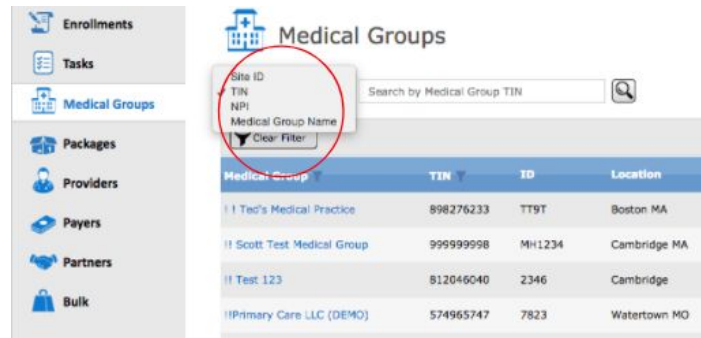 Enrollments
Tasks
Medical Groups
Packages
Providers
Payers
Partners
Bulk
Medical Groups
Site ID
✓ TIN
NPI
Medical Group Name
Search by Medical Group TIN
Clear Filter
Medical Group TIN ID Location
! ! Ted's Medical Practice 898276233 TT9T Boston MA
!! Scott Test Medical Group 999999998 MH1234 Cambridge MA
!! Test 123 812046040 2346 Cambridge
!!Primary Care LLC (DEMO) 574965747 7823 Watertown MO